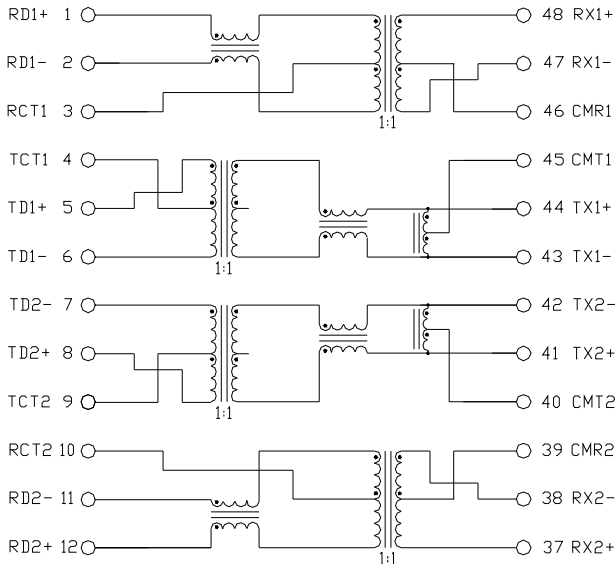 RD1+ 1 48 RX1+
RD1- 2 47 RX1-
RCT1 3 46 CMR1
1:1
TCT1 4 45 CMT1
TD1+ 5 44 TX1+
TD1- 6 43 TX1-
1:1
TD2- 7 42 TX2-
TD2+ 8 41 TX2+
TCT2 9 40 CMT2
1:1
RCT2 10 39 CMR2
RD2- 11 38 RX2-
RD2+ 12 37 RX2+
1:1